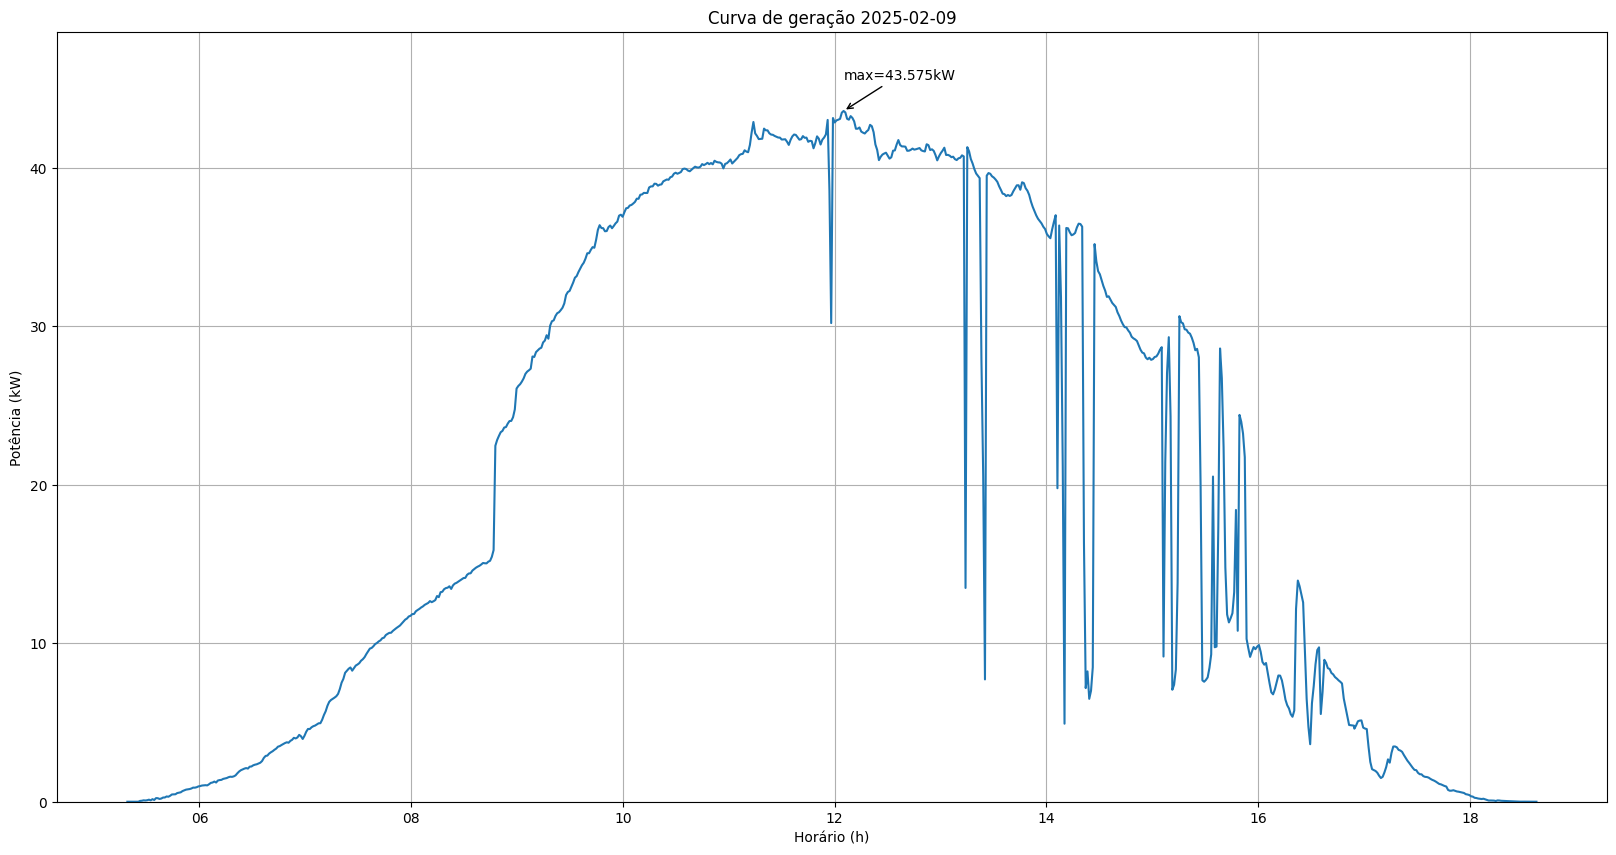 Curva de geração 2025-02-09
max=43.575kW
Potência (kW)
40
30
20
10
0
06 08 10 12 14 16 18
Horário (h)